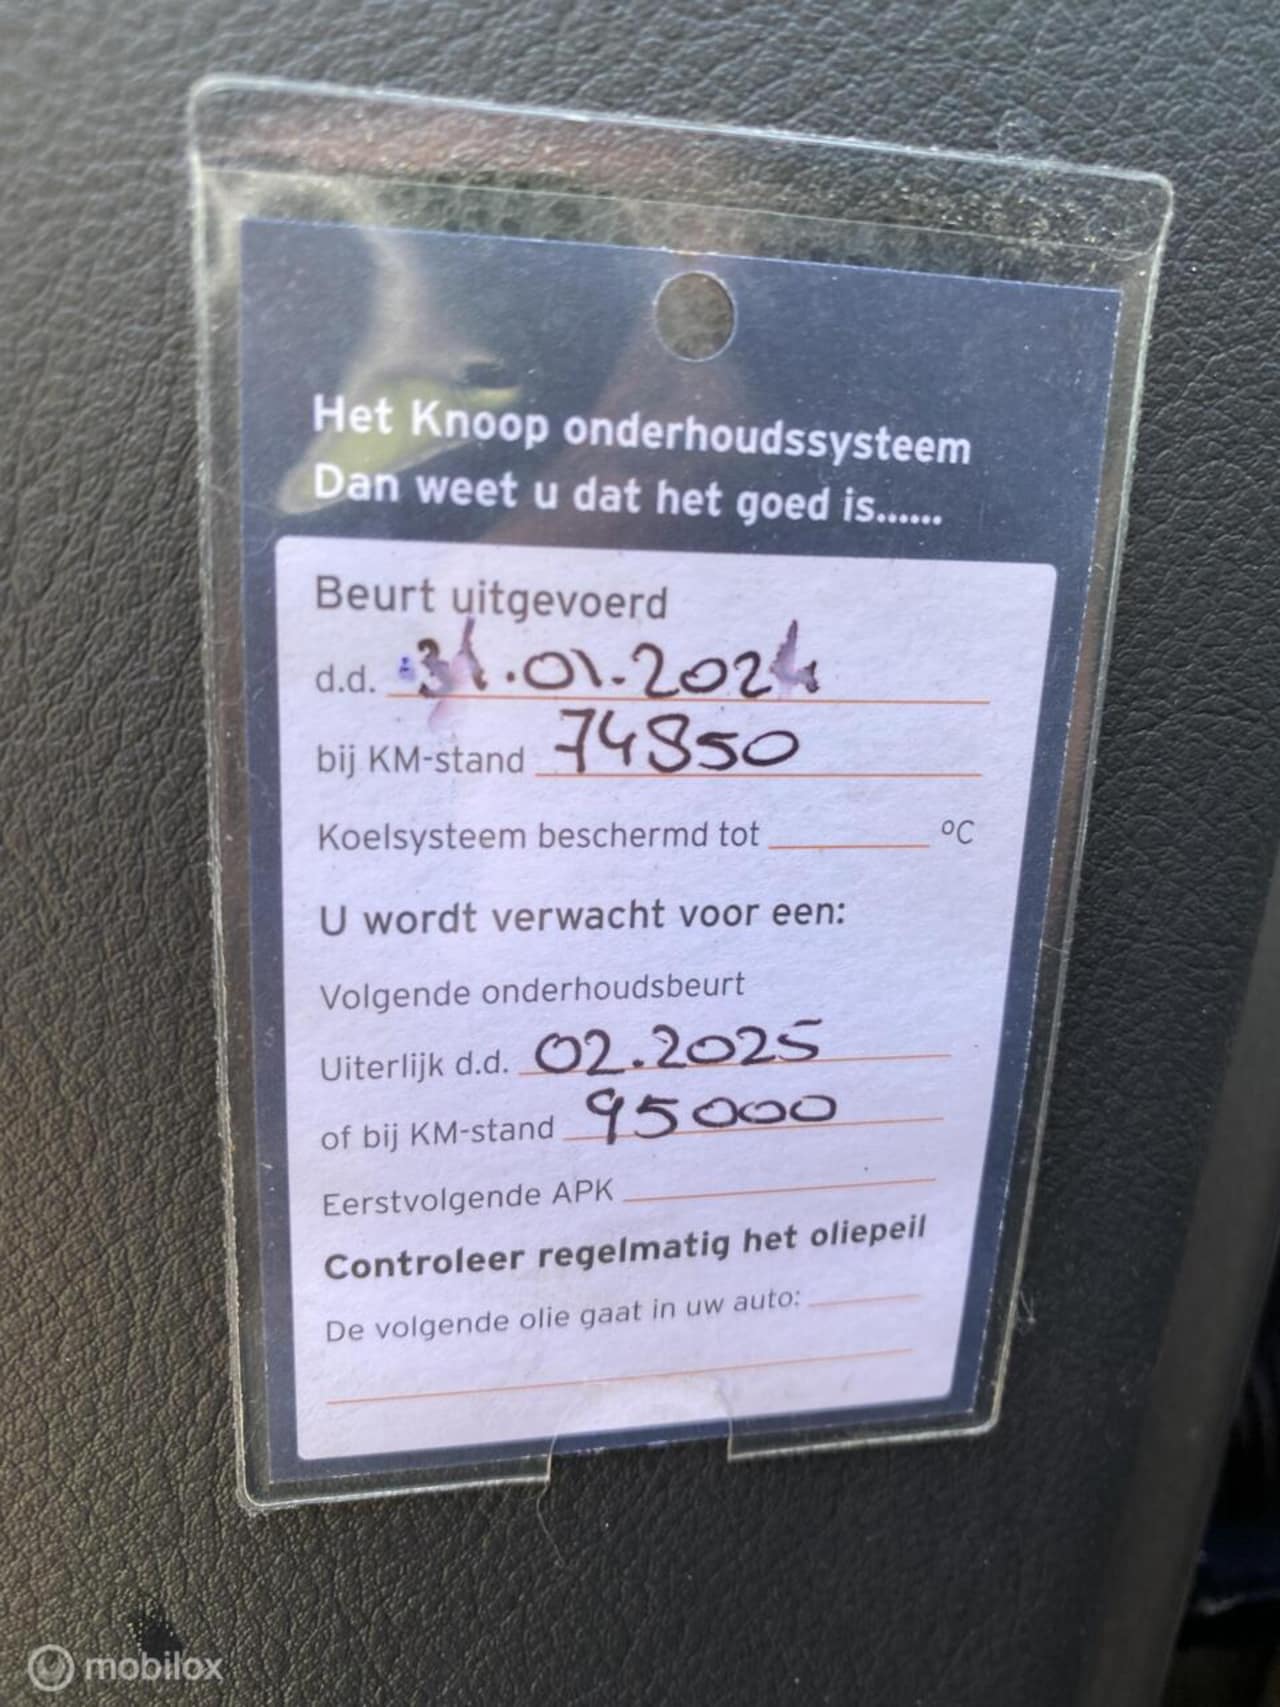 Het Knoop onderhoudssysteem
Dan weet u dat het goed is......
Beurt uitgevoerd
d.d. 31.01.2024
bij KM-stand 74850
Koelsysteem beschermd tot °C
U wordt verwacht voor een:
Volgende onderhoudsbeurt
Uiterlijk d.d. 02.2025
of bij KM-stand 95000
Eerstvolgende APK
Controleer regelmatig het oliepeil
De volgende olie gaat in uw auto:
mobilox